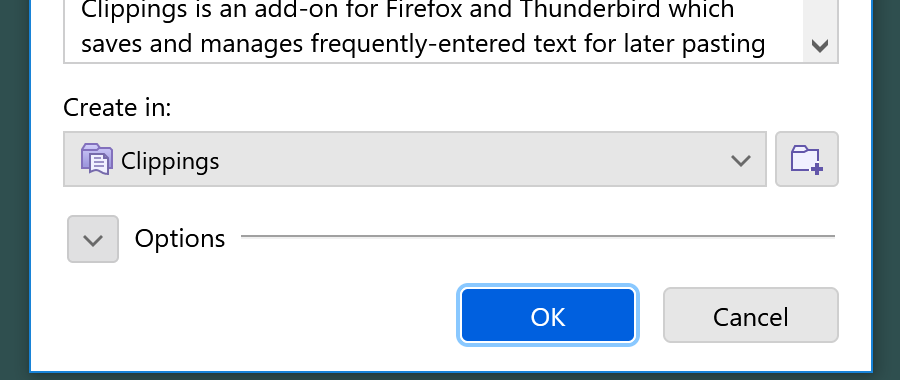 Clippings is an add-on for Firefox and Thunderbird which
saves and manages frequently-entered text for later pasting
Create in:
Clippings
Options
OK
Cancel